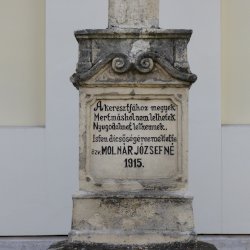 A keresztfához megyek
Mert máshol nem lelhetek
Nyugodalmat lelkemnek.
Isten dicsőségére emeltette
özv. MOLNÁR JÓZSEFNÉ
1915.